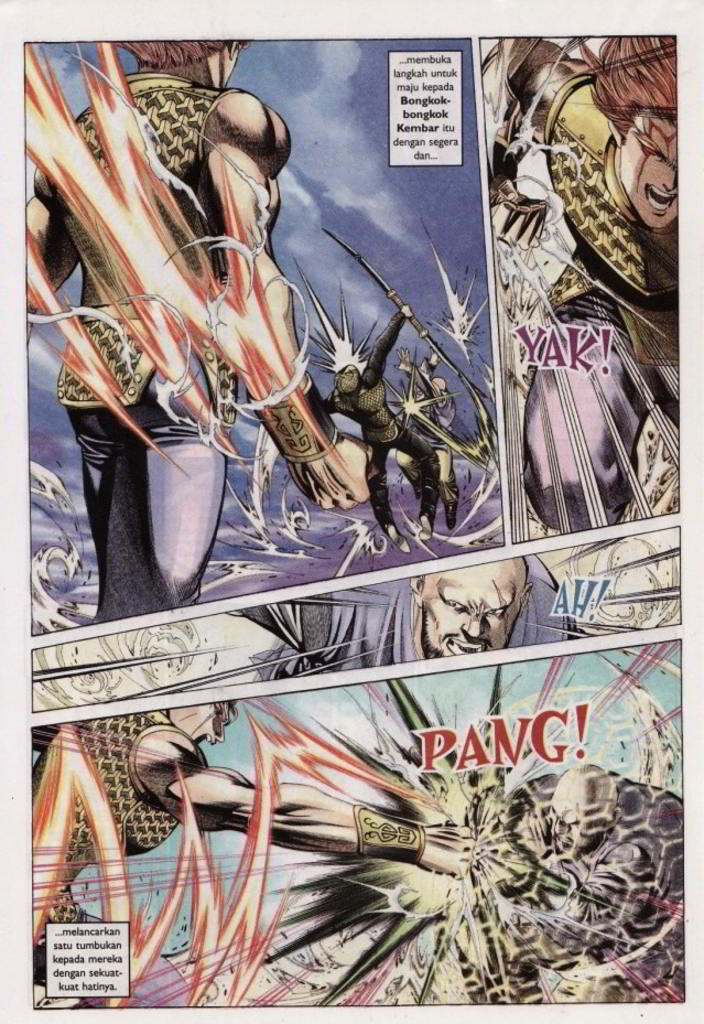 ...membuka
langkah untuk
maju kepada
Bongkok-
bongkok
Kembar itu
dengan segera
dan...
YAK!
AH!
PANG!
...melancarkan
satu tumbukan
kepada mereka
dengan sekuat-
kuat hatinya.